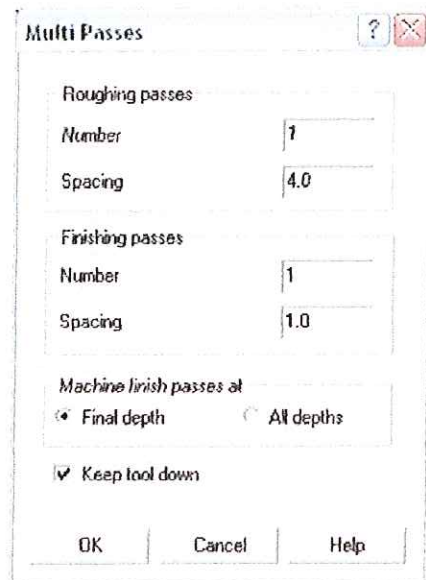 Multi Passes ?
Roughing passes
Number 1
Spacing 4.0
Finishing passes
Number 1
Spacing 1.0
Machine finish passes at
Final depth All depths
Keep tool down
OK Cancel Help